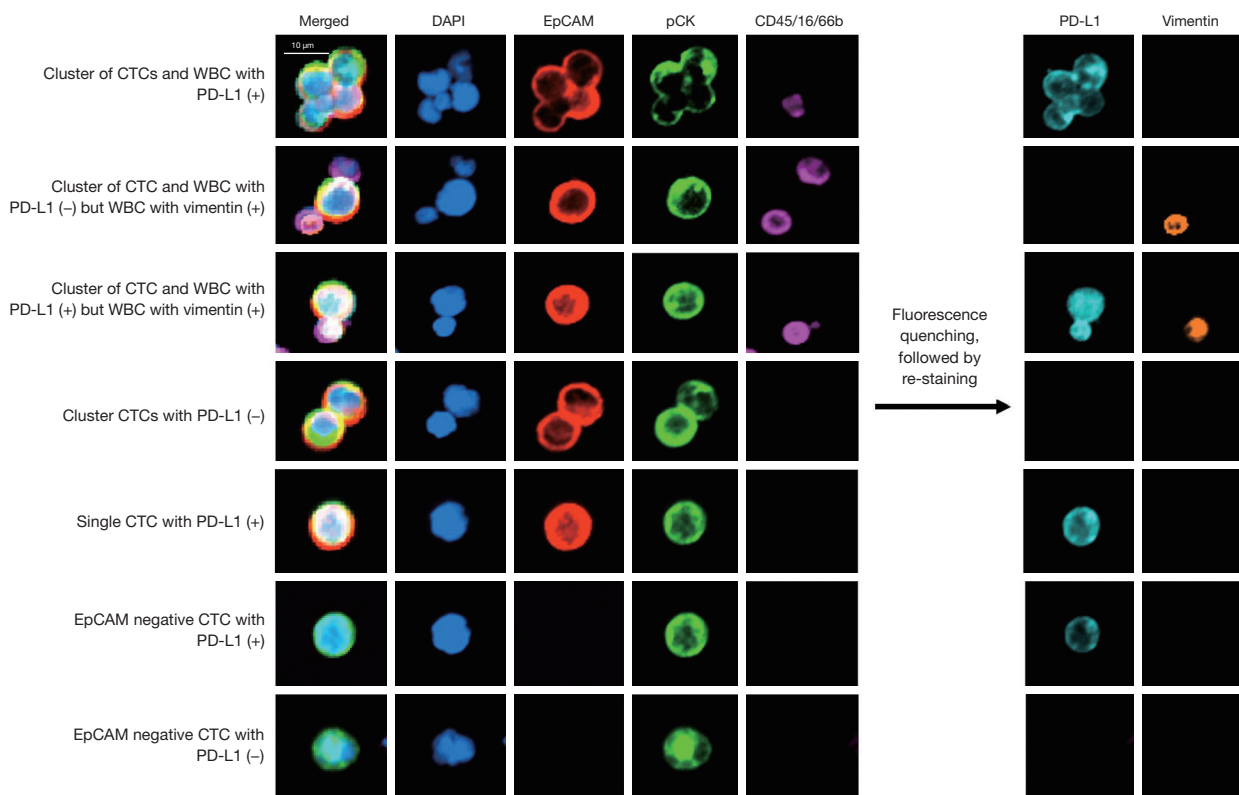 Merged DAPI EpCAM pCK CD45/16/66b PD-L1 Vimentin
10 μm
Cluster of CTCs and WBC with
PD-L1 (+)
Cluster of CTC and WBC with
PD-L1 (–) but WBC with vimentin (+)
Cluster of CTC and WBC with
PD-L1 (+) but WBC with vimentin (+)
Fluorescence
quenching,
followed by
re-staining
Cluster CTCs with PD-L1 (–)
Single CTC with PD-L1 (+)
EpCAM negative CTC with
PD-L1 (+)
EpCAM negative CTC with
PD-L1 (–)